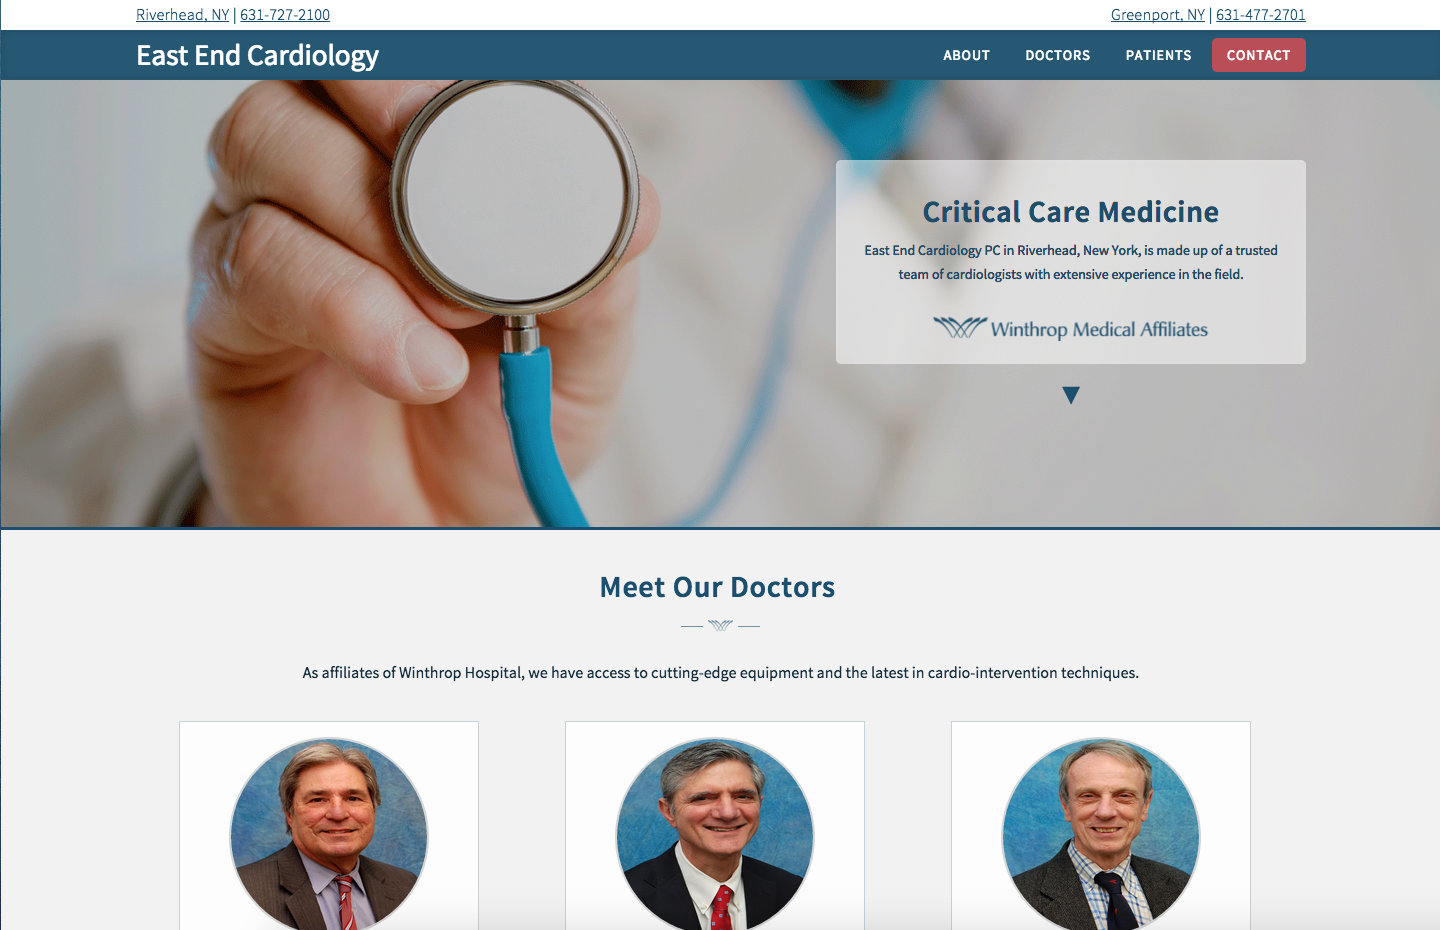 Riverhead, NY | 631-727-2100
Greenport, NY | 631-477-2701
East End Cardiology
ABOUT
DOCTORS
PATIENTS
CONTACT
Critical Care Medicine
East End Cardiology PC in Riverhead, New York, is made up of a trusted
team of cardiologists with extensive experience in the field.
Winthrop Medical Affiliates
Meet Our Doctors
As affiliates of Winthrop Hospital, we have access to cutting-edge equipment and the latest in cardio-intervention techniques.